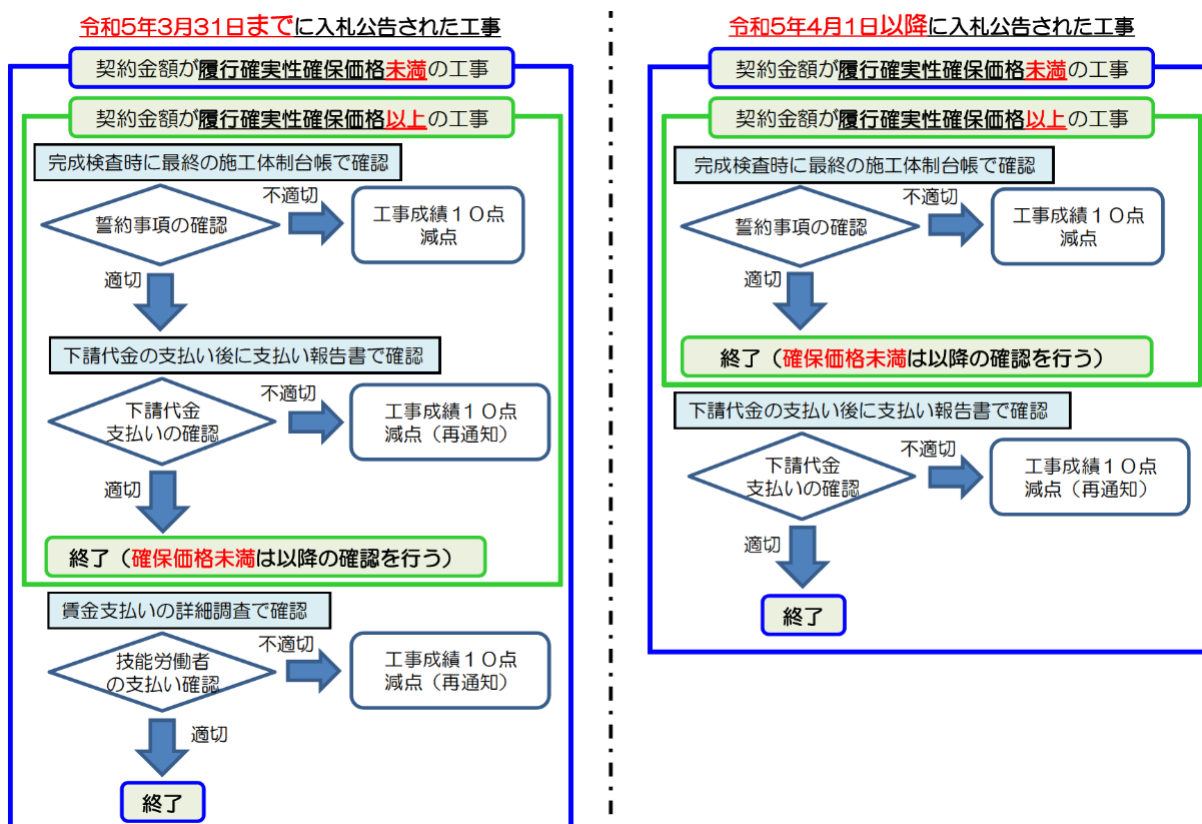 令和5年3月31日までに入札公告された工事
契約金額が履行確実性確保価格未満の工事
契約金額が履行確実性確保価格以上の工事
完成検査時に最終の施工体制台帳で確認
誓約事項の確認
不適切
工事成績１０点
減点
適切
下請代金の支払い後に支払い報告書で確認
下請代金
支払いの確認
不適切
工事成績１０点
減点（再通知）
適切
終了（確保価格未満は以降の確認を行う）
賃金支払いの詳細調査で確認
技能労働者
の支払い確認
不適切
工事成績１０点
減点（再通知）
適切
終了
令和5年4月1日以降に入札公告された工事
契約金額が履行確実性確保価格未満の工事
契約金額が履行確実性確保価格以上の工事
完成検査時に最終の施工体制台帳で確認
誓約事項の確認
不適切
工事成績１０点
減点
適切
終了（確保価格未満は以降の確認を行う）
下請代金の支払い後に支払い報告書で確認
下請代金
支払いの確認
不適切
工事成績１０点
減点（再通知）
適切
終了